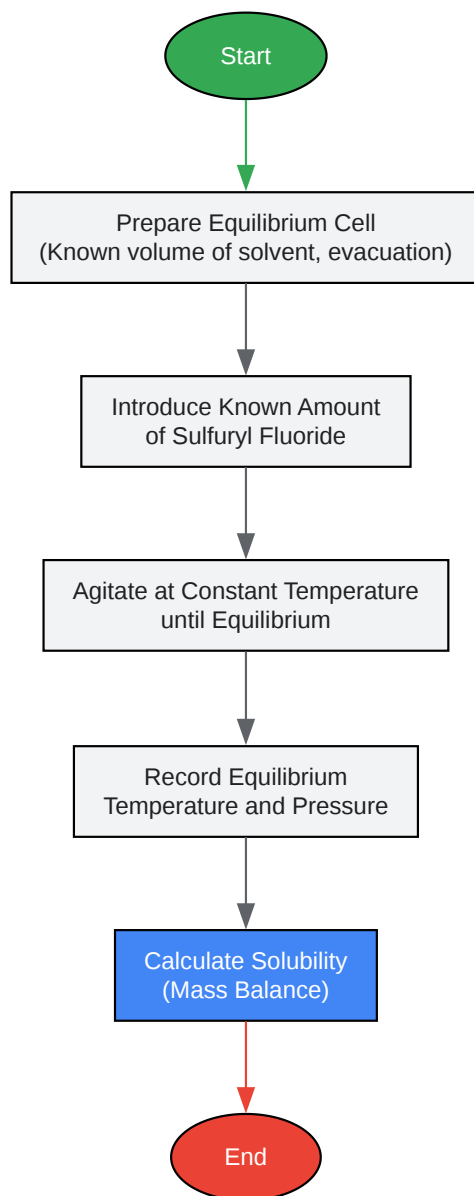 Start
Prepare Equilibrium Cell
(Known volume of solvent, evacuation)
Introduce Known Amount
of Sulfuryl Fluoride
Agitate at Constant Temperature
until Equilibrium
Record Equilibrium
Temperature and Pressure
Calculate Solubility
(Mass Balance)
End